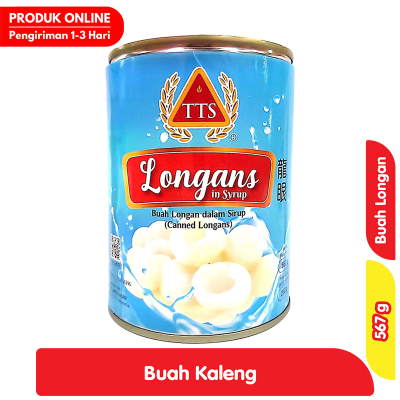 PRODUK ONLINE
Pengiriman 1-3 Hari
TTS
®
Longans
in Syrup
Buah Longan dalam Sirup
(Canned Longans)
龍眼
Buah Longan
567g
Buah Kaleng